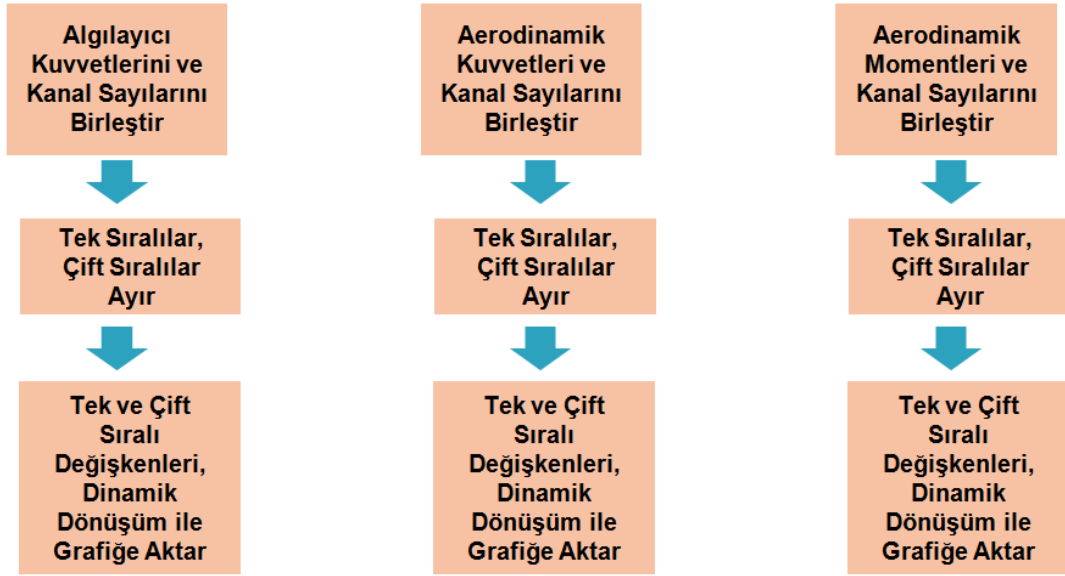 Algılayıcı
Kuvvetlerini ve
Kanal Sayılarını
Birleştir
Tek Sıralılar,
Çift Sıralılar
Ayır
Tek ve Çift
Sıralı
Değişkenleri,
Dinamik
Dönüşüm ile
Grafiğe Aktar
Aerodinamik
Kuvvetleri ve
Kanal Sayılarını
Birleştir
Tek Sıralılar,
Çift Sıralılar
Ayır
Tek ve Çift
Sıralı
Değişkenleri,
Dinamik
Dönüşüm ile
Grafiğe Aktar
Aerodinamik
Momentleri ve
Kanal Sayılarını
Birleştir
Tek Sıralılar,
Çift Sıralılar
Ayır
Tek ve Çift
Sıralı
Değişkenleri,
Dinamik
Dönüşüm ile
Grafiğe Aktar